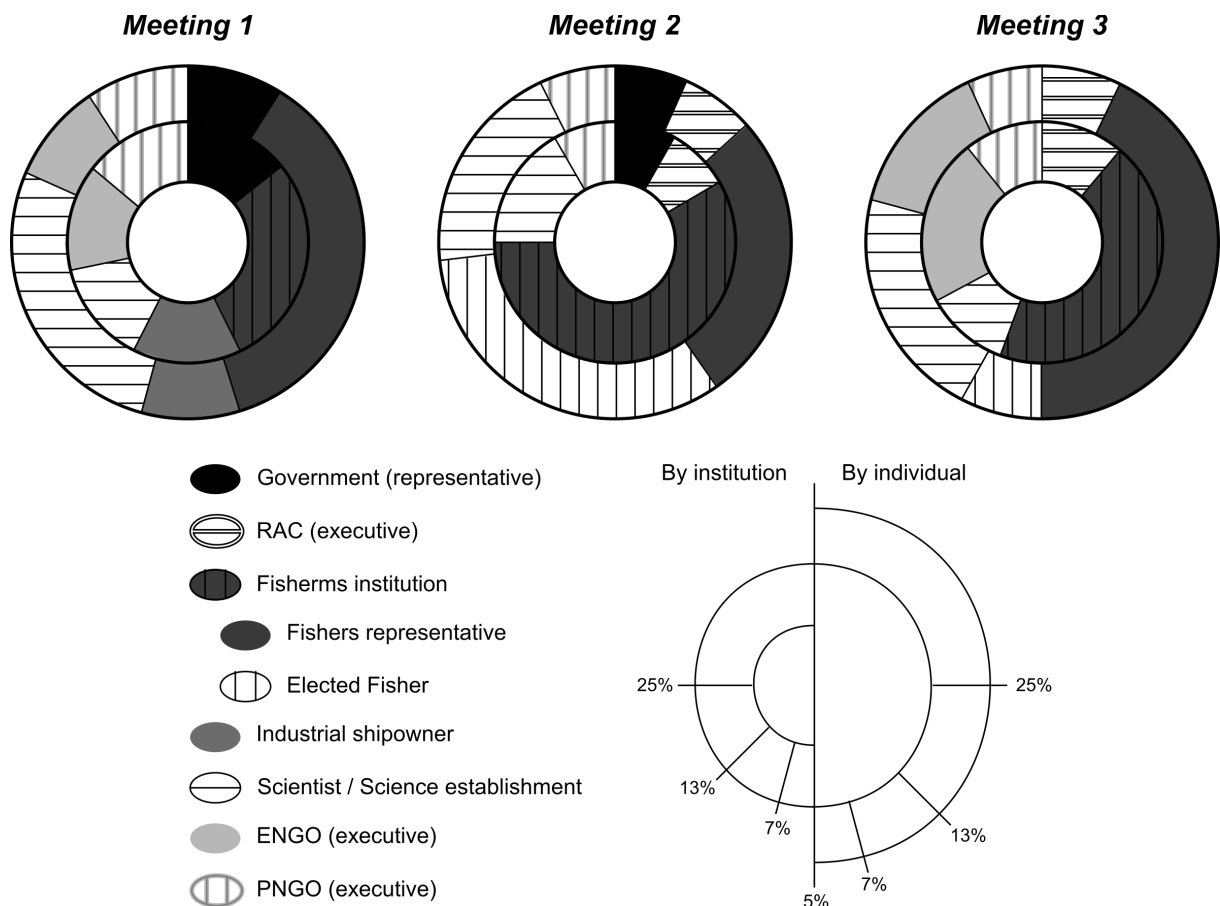 Meeting 1
Meeting 2
Meeting 3
Government (representative)
RAC (executive)
Fisherms institution
Fishers representative
Elected Fisher
Industrial shipowner
Scientist / Science establishment
ENGO (executive)
PNGO (executive)
By institution
By individual
25%
25%
13%
13%
7%
7%
5%